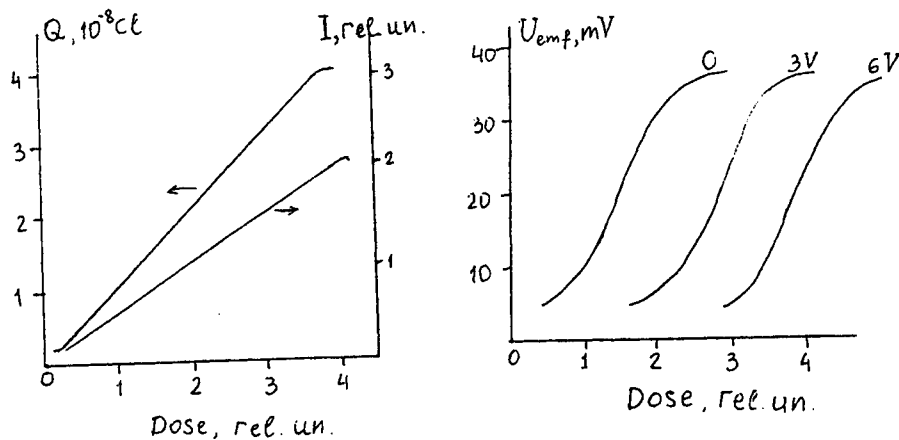 Q, 10⁻⁸Cl
I, rel. un.
4
3
2
1
3
2
1
0 1 2 3 4
Dose, rel. un.
U emf, mV
40
30
20
10
0
3V
6V
0 1 2 3 4
Dose, rel. un.